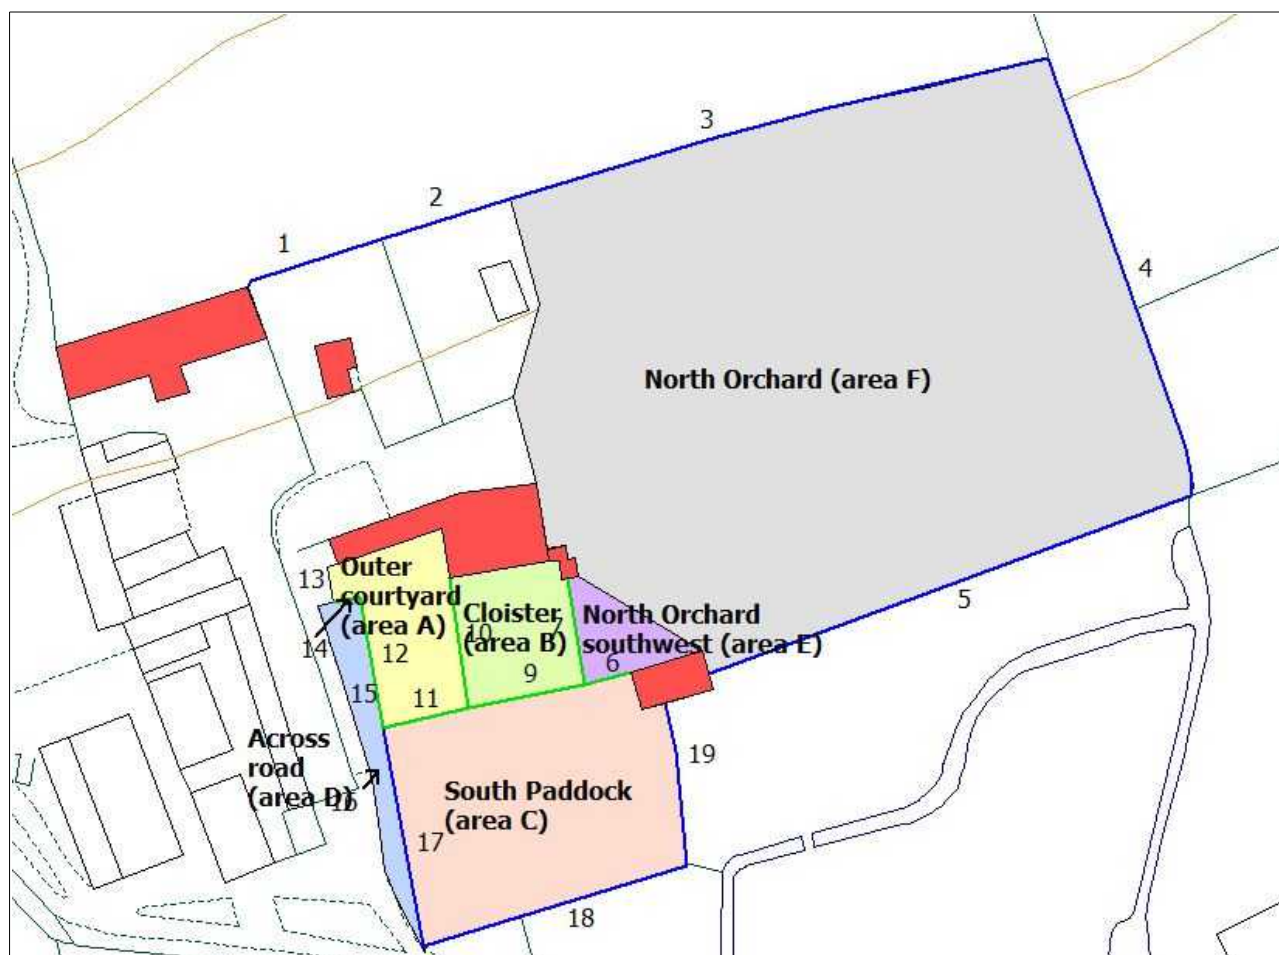 3
2
1
4
North Orchard (area F)
13
Outer
courtyard
(area A)
Cloister
(area B)
10
7
North Orchard
southwest (area E)
5
14
12
6
9
15
11
Across
road
(area D)
16
19
South Paddock
(area C)
17
18